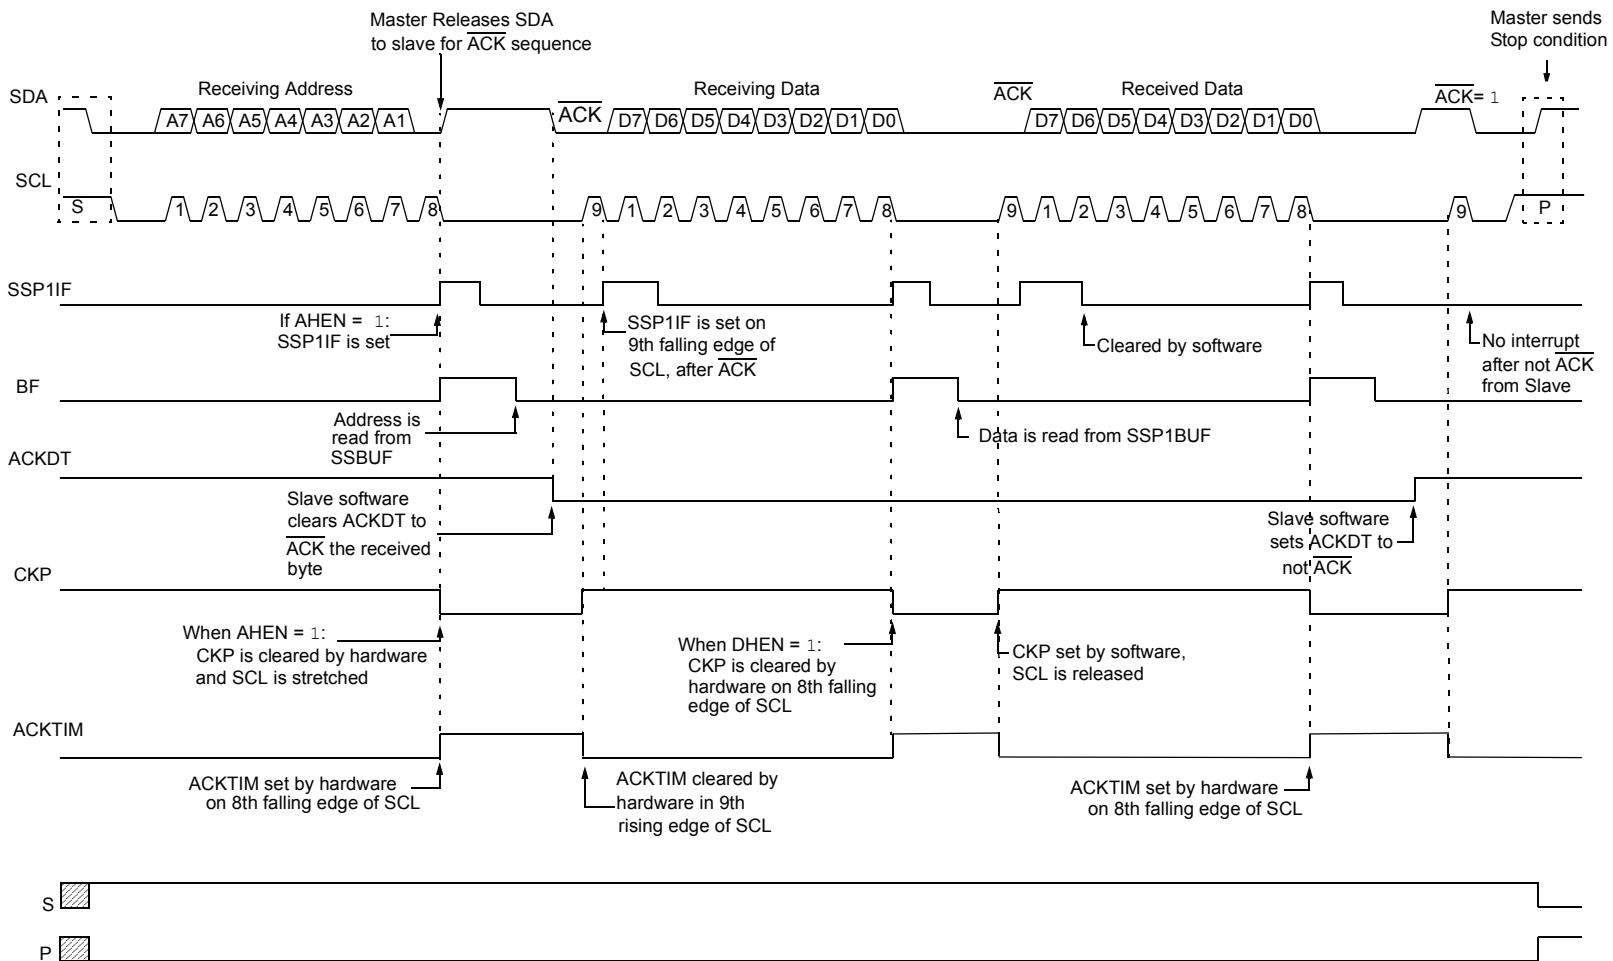 Master Releases SDA
to slave for ACK sequence
Master sends
Stop condition
SDA
Receiving Address
Receiving Data
Received Data
ACK
ACK
ACK= 1
A7 A6 A5 A4 A3 A2 A1
D7 D6 D5 D4 D3 D2 D1 D0
D7 D6 D5 D4 D3 D2 D1 D0
SCL
S
1 2 3 4 5 6 7 8
9 1 2 3 4 5 6 7 8
9 1 2 3 4 5 6 7 8
9
P
SSP1IF
If AHEN = 1:
SSP1IF is set
SSP1IF is set on
9th falling edge of
SCL, after ACK
Cleared by software
No interrupt
after not ACK
from Slave
BF
Address is
read from
SSBUF
Data is read from SSP1BUF
ACKDT
Slave software
clears ACKDT to
ACK the received
byte
Slave software
sets ACKDT to
not ACK
CKP
When AHEN = 1:
CKP is cleared by hardware
and SCL is stretched
When DHEN = 1:
CKP is cleared by
hardware on 8th falling
edge of SCL
CKP set by software,
SCL is released
ACKTIM
ACKTIM set by hardware
on 8th falling edge of SCL
ACKTIM cleared by
hardware in 9th
rising edge of SCL
ACKTIM set by hardware
on 8th falling edge of SCL
S
P